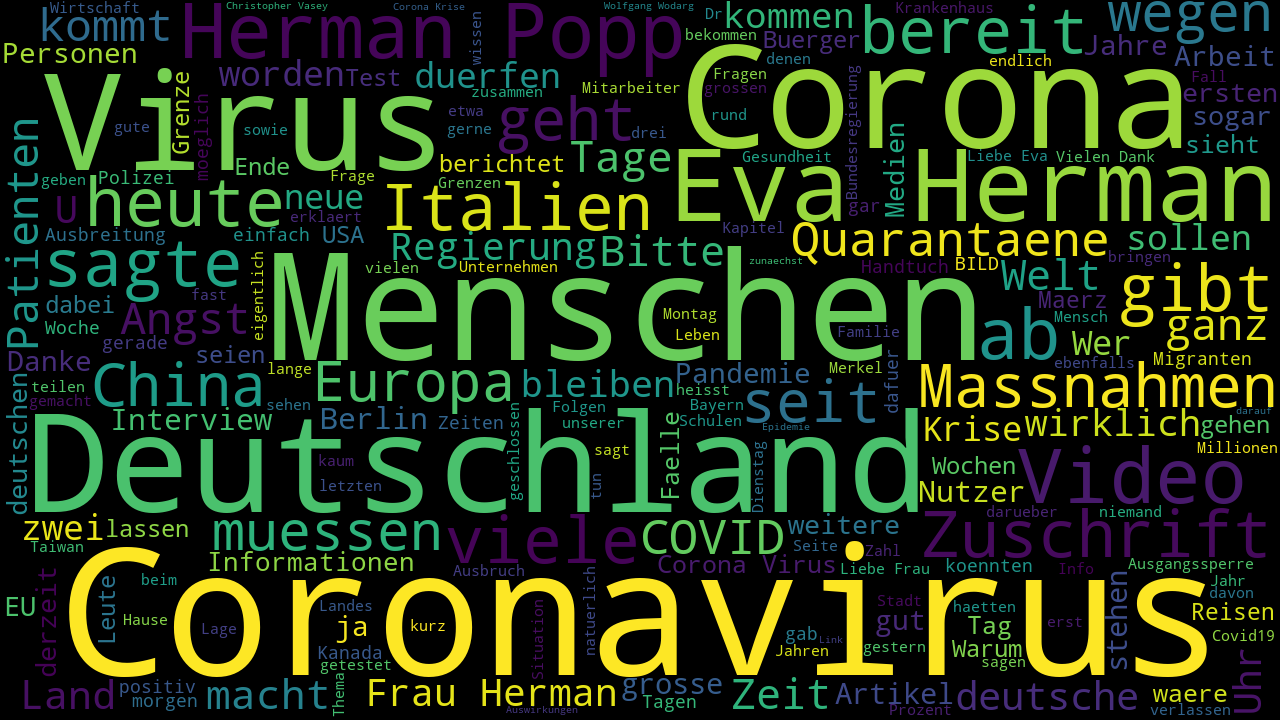 Wirtschaft
Christopher Vasey
Corona Krise
Wolfgang Wodarg
Dr
Krankenhaus
kommt
Herman Popp
wissen
bekommen
kommen
bereit
wegen
Personen
Virus
worden
Test
duerfen
zusammen
Mitarbeiter
Buerger
denen
Fragen
grossen
Corona
endlich
Jahre
Arbeit
Fall
ersten
Grenze
moeglich
gute
sowie
Ende
geht
etwa
gerne
drei
rund
Bundesregierung
Medien
sogar
sieht
Patienten
geben
Polizei
Frage
berichtet
Grenzen
Tage
Gesundheit
Liebe Eva
Vielen Dank
Eva Herman
U
heute
neue
erklaert
Italien
gar
Kapitel
Ausbreitung
einfach
USA
Regierung
Bitte
Quarantaene
sollen
sagte
eigentlich
vielen
Unternehmen
zunaechst
Handtuch
BILD
Welt
bringen
gibt
dabei
fast
Menschen
Montag
Leben
Familie
Maerz
Mensch
ganz
Woche
Angst
gerade
ab
Wer
ebenfalls
Migranten
Danke
seien
lange
Merkel
dafuer
deutschen
teilen
gemacht
China
sehen
Europa
bleiben
heisst
Pandemie
Bayern
seit
Massnahmen
darauf
Interview
Berlin
Zeiten
geschlossen
Folgen
unserer
Faelle
Schulen
Epidemie
Krise
wirklich
gehen
Deutschland
kaum
letzten
sagt
tun
Dienstag
Wochen
Nutzer
Video
Millionen
darueber
niemand
zwei
lassen
muessen
viele
COVID
weitere
Zuschrift
Taiwan
Informationen
Ausbruch
Corona Virus
Seite
Zahl
Liebe Frau
koennten
Info
Ausgangssperre
derzeit
Leute
beim
natuerlich
Jahr
davon
EU
Hause
Coronavirus
Landes
Lage
ja
kurz
Situation
Stadt
haetten
gut
Tag
erst
stehen
Reisen
Covid19
Kanada
getestet
gab
Link
Jahren
gestern
Warum
sagen
Land
positiv
morgen
macht
Thema
Frau Herman
Auswirkungen
grosse
Tagen
Zeit
Artikel
Prozent
deutsche
waere
verlassen
Uhr